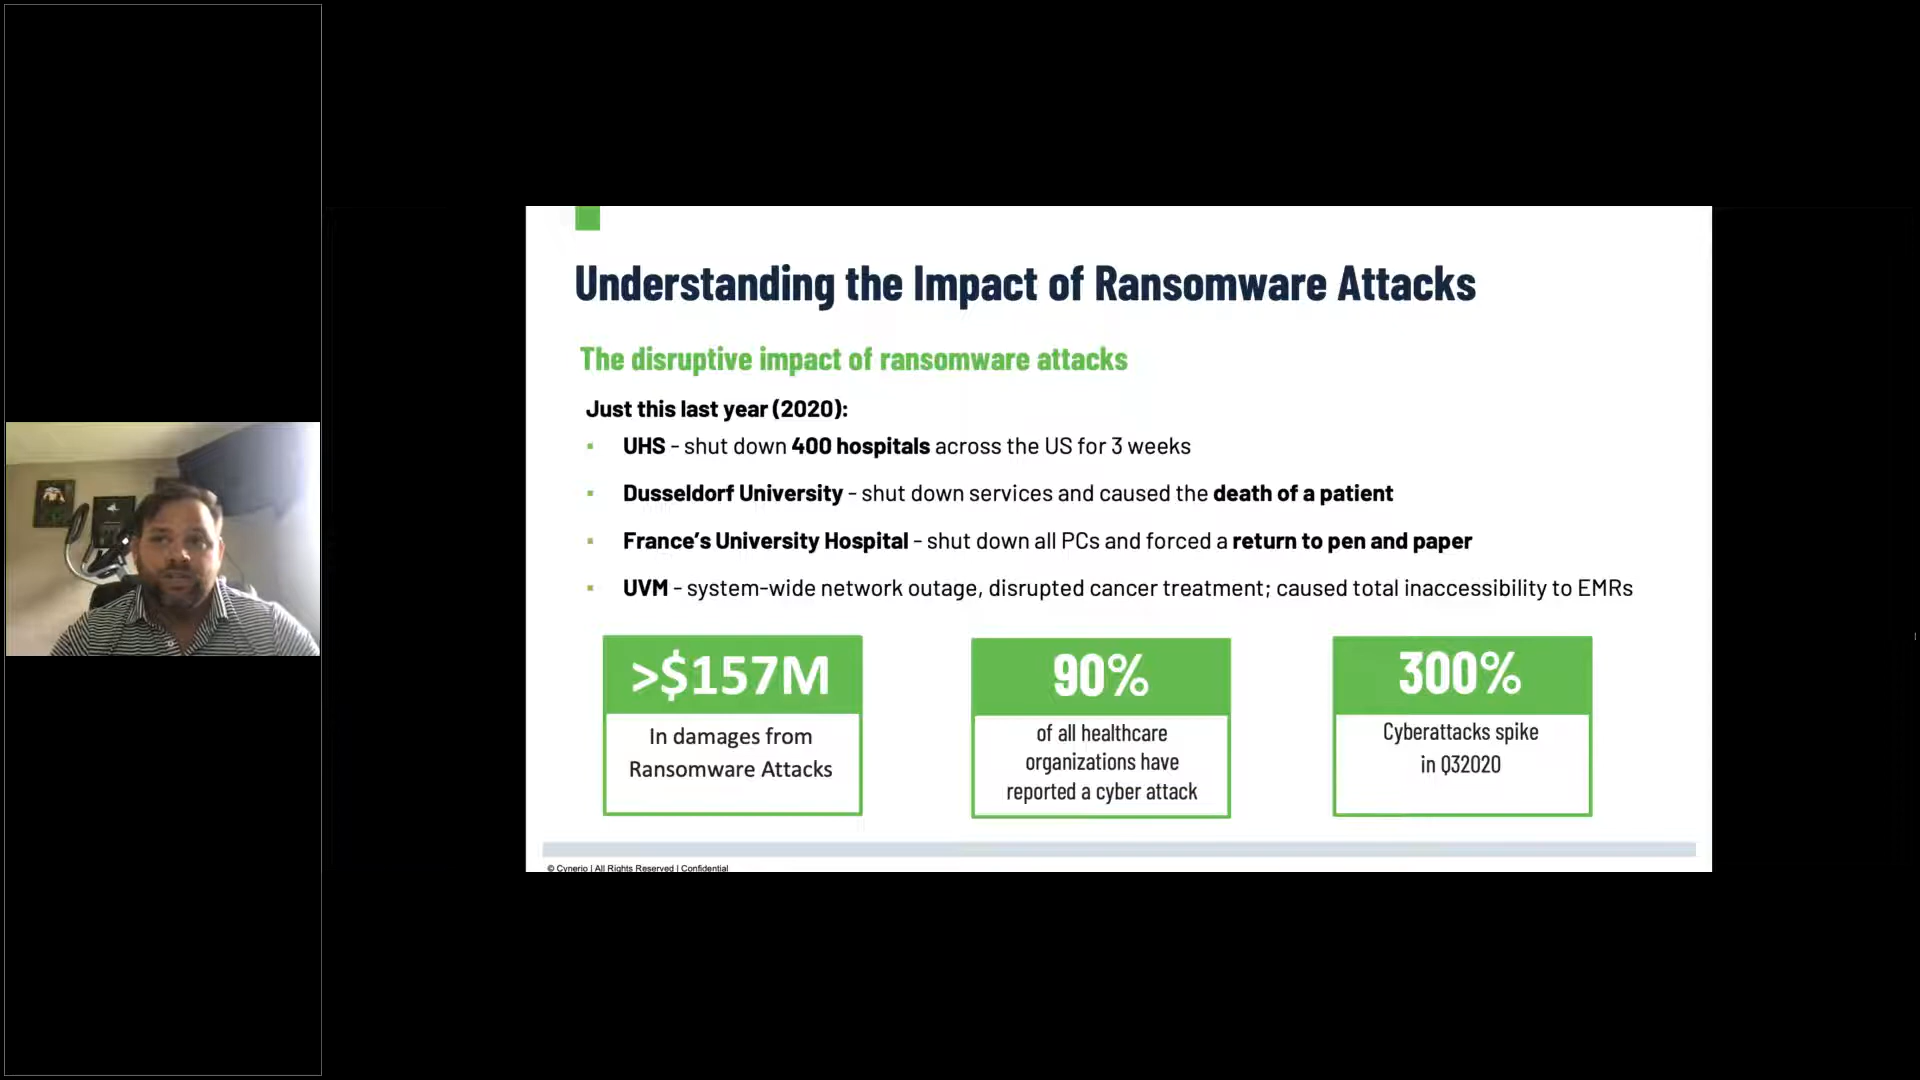 Understanding the Impact of Ransomware Attacks
The disruptive impact of ransomware attacks
Just this last year (2020):
▪ UHS - shut down 400 hospitals across the US for 3 weeks
▪ Dusseldorf University - shut down services and caused the death of a patient
▪ France's University Hospital - shut down all PCs and forced a return to pen and paper
▪ UVM - system-wide network outage, disrupted cancer treatment; caused total inaccessibility to EMRs
>$157M
In damages from
Ransomware Attacks
90%
of all healthcare
organizations have
reported a cyber attack
300%
Cyberattacks spike
in Q32020
© Cynerio | All Rights Reserved | Confidential